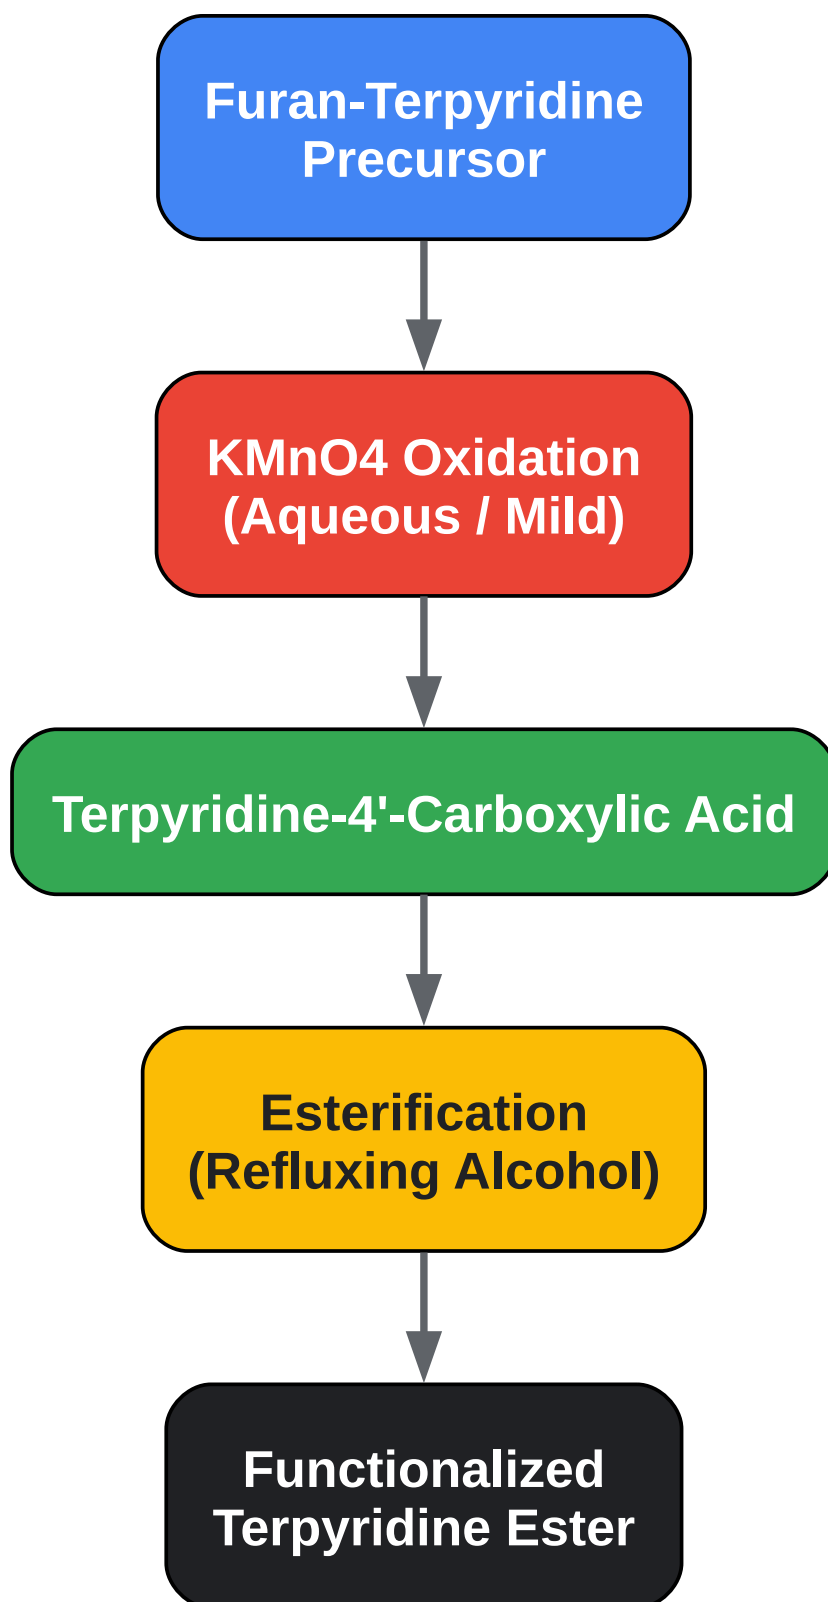 Furan-Terpyridine
Precursor
KMnO4 Oxidation
(Aqueous / Mild)
Terpyridine-4'-Carboxylic Acid
Esterification
(Refluxing Alcohol)
Functionalized
Terpyridine Ester